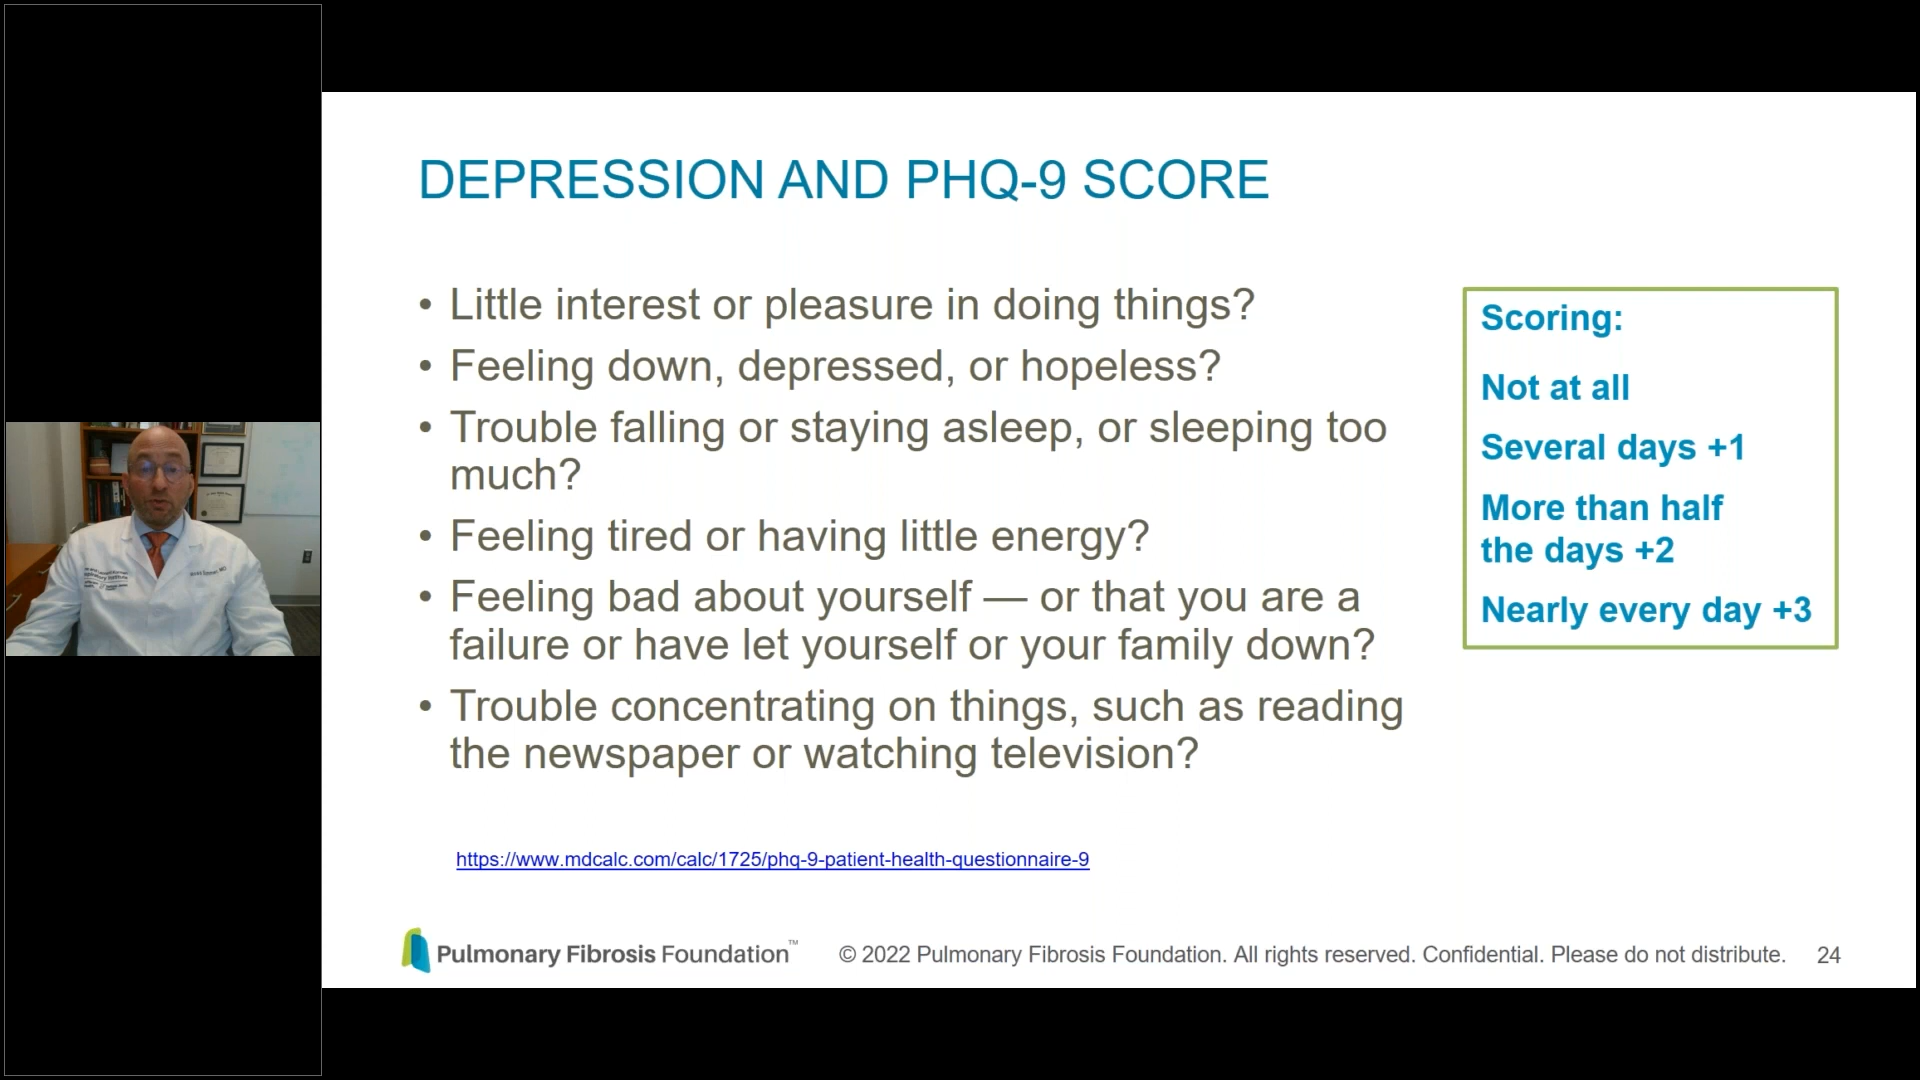 DEPRESSION AND PHQ-9 SCORE
• Little interest or pleasure in doing things?
• Feeling down, depressed, or hopeless?
• Trouble falling or staying asleep, or sleeping too
much?
• Feeling tired or having little energy?
• Feeling bad about yourself — or that you are a
failure or have let yourself or your family down?
• Trouble concentrating on things, such as reading
the newspaper or watching television?
Scoring:
Not at all
Several days +1
More than half
the days +2
Nearly every day +3
https://www.mdcalc.com/calc/1725/phq-9-patient-health-questionnaire-9
Pulmonary Fibrosis Foundation™
© 2022 Pulmonary Fibrosis Foundation. All rights reserved. Confidential. Please do not distribute.
24